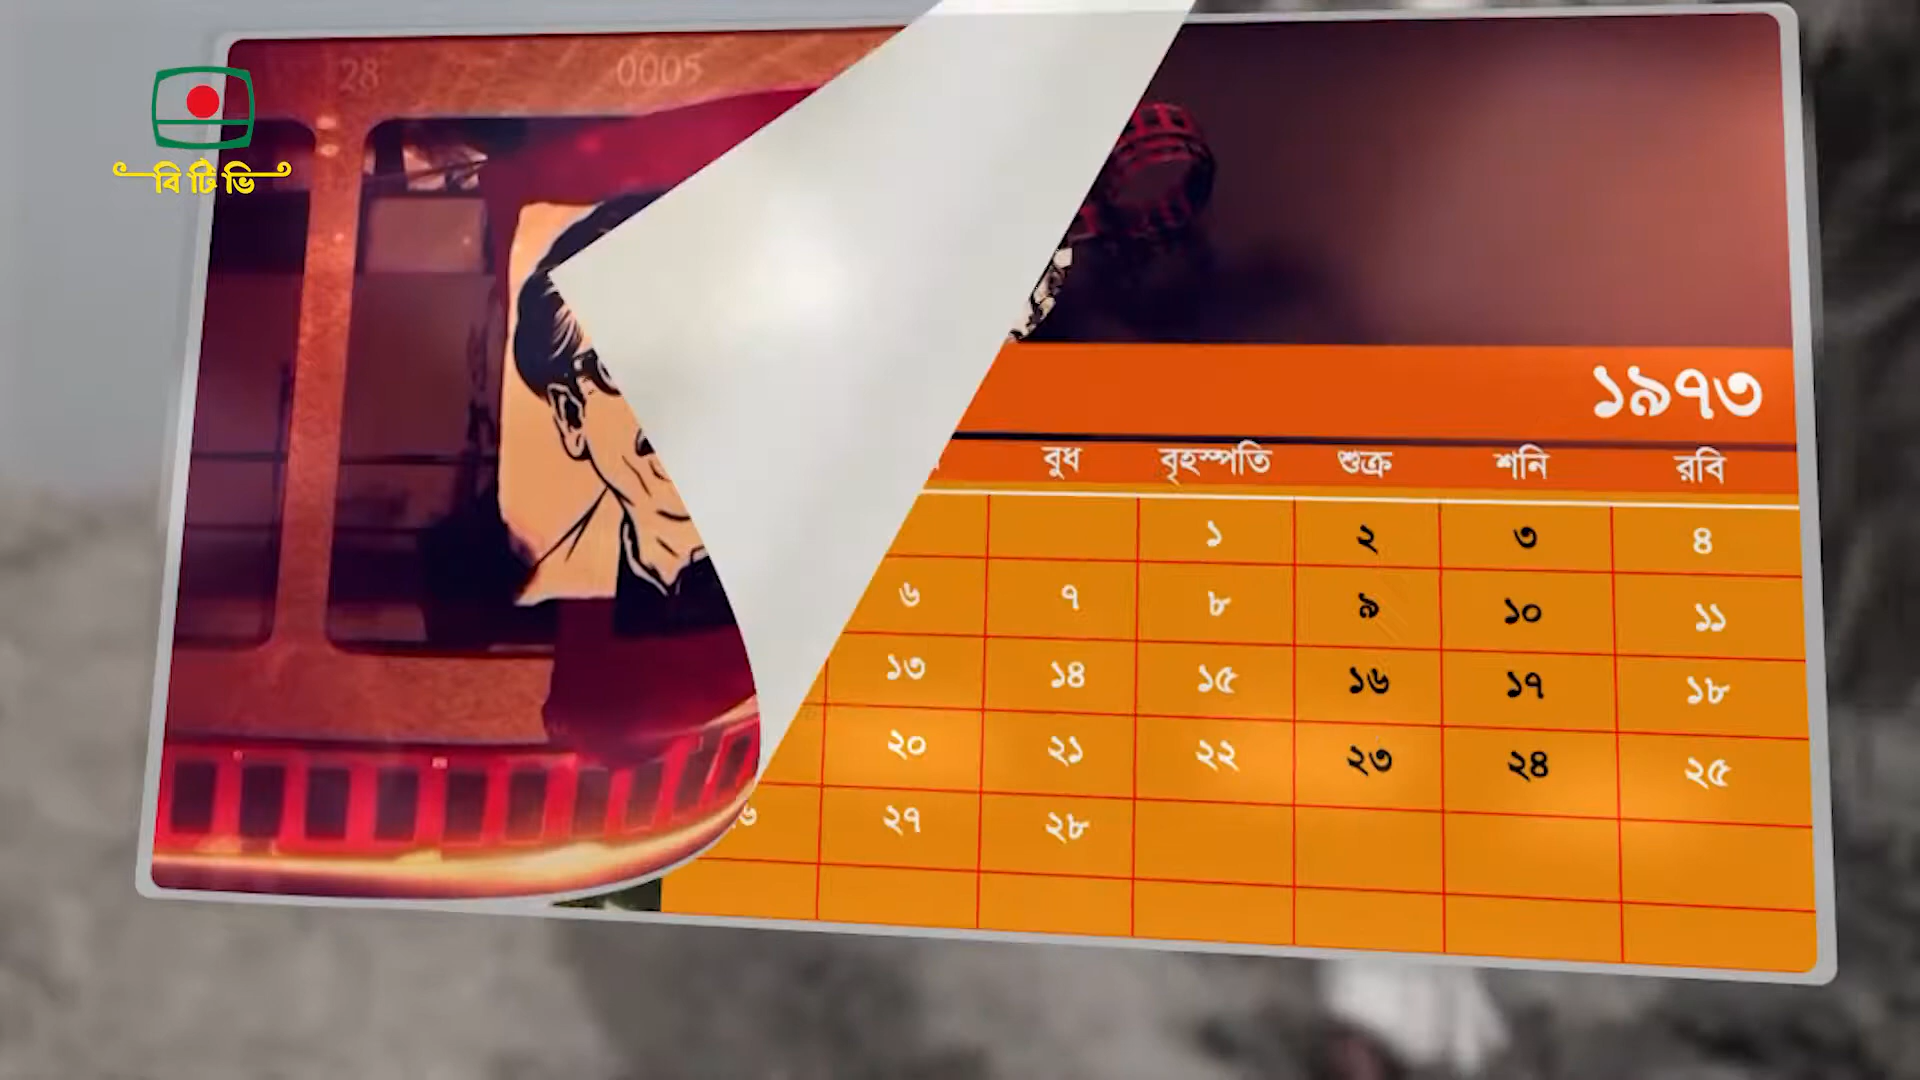 28 0005
বিটিভি
১৯৭৩
বুধ বৃহস্পতি শুক্র শনি রবি
১ ২ ৩ ৪
৬ ৭ ৮ ৯ ১০ ১১
১৩ ১৪ ১৫ ১৬ ১৭ ১৮
২০ ২১ ২২ ২৩ ২৪ ২৫
২৭ ২৮